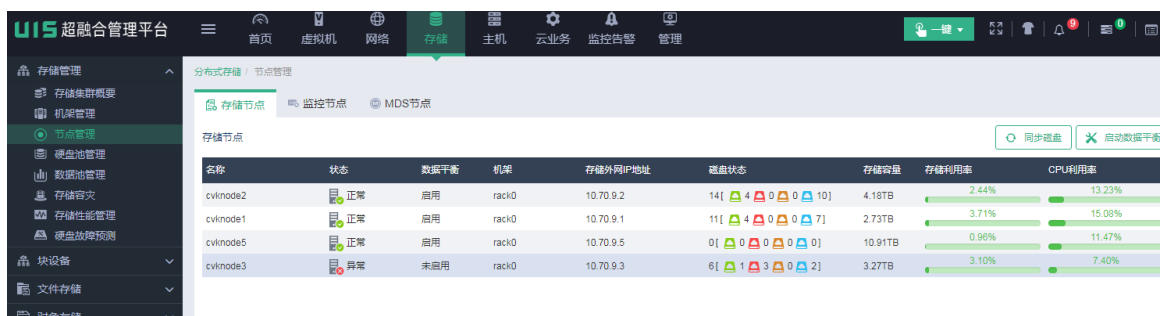 UIS 超融合管理平台 首页 虚拟机 网络 存储 主机 云业务 监控告警 管理 一键 9 0
存储管理 分布式存储 / 节点管理
存储集群概要
存储节点 监控节点 MDS节点
机架管理
节点管理
存储节点 同步磁盘 启动数据平衡
硬盘池管理
名称 状态 数据平衡 机架 存储外网IP地址 磁盘状态 存储容量 存储利用率 CPU利用率
数据池管理
cvknode2 正常 启用 rack0 10.70.9.2 14[ 4 0 0 10] 4.18TB 2.44% 13.23%
存储容灾
存储性能管理
cvknode1 正常 启用 rack0 10.70.9.1 11[ 4 0 0 7] 2.73TB 3.71% 15.08%
硬盘故障预测
cvknode5 正常 启用 rack0 10.70.9.5 0[ 0 0 0 0] 10.91TB 0.96% 11.47%
块设备
cvknode3 异常 未启用 rack0 10.70.9.3 6[ 1 3 0 2] 3.27TB 3.10% 7.40%
文件存储